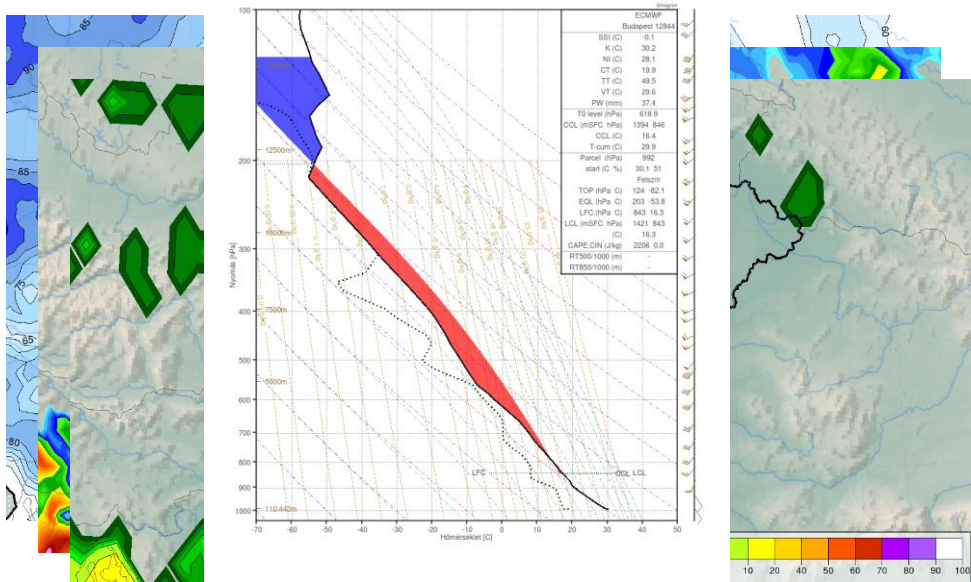 Kmagram
ECMWF
Budapest 12844
SSI (C) -0.1
K (C) 30.2
NI (C) 28.1
CT (C) 19.9
TT (C) 49.5
VT (C) 29.6
PW (mm) 37.4
T0 level (hPa) 618.9
CCL (mSFC hPa) 1394 846
CCL (C) 16.4
T-cum (C) 29.9
Parcel (hPa) 992
start (C %) 30.1 51
Felszín
TOP (hPa C) 124 -82.1
EQL (hPa C) 203 -53.8
LFC (hPa C) 843 16.3
LCL (mSFC hPa) 1421 843
(C) 16.3
CAPE,CIN (J/kg) 2206 0.0
RT500/1000 (m) -
RT850/1000 (m) -
Nyomás [hPa]
100
200
300
400
500
600
700
800
900
1000
12500m
7500m
110.443m
LFC
CCL LCL
-70 -60 -50 -40 -30 -20 -10 0 10 20 30 40 50
Hőmérséklet [C]
85
90
85
75
80
60
10 20 30 40 50 60 70 80 90 100